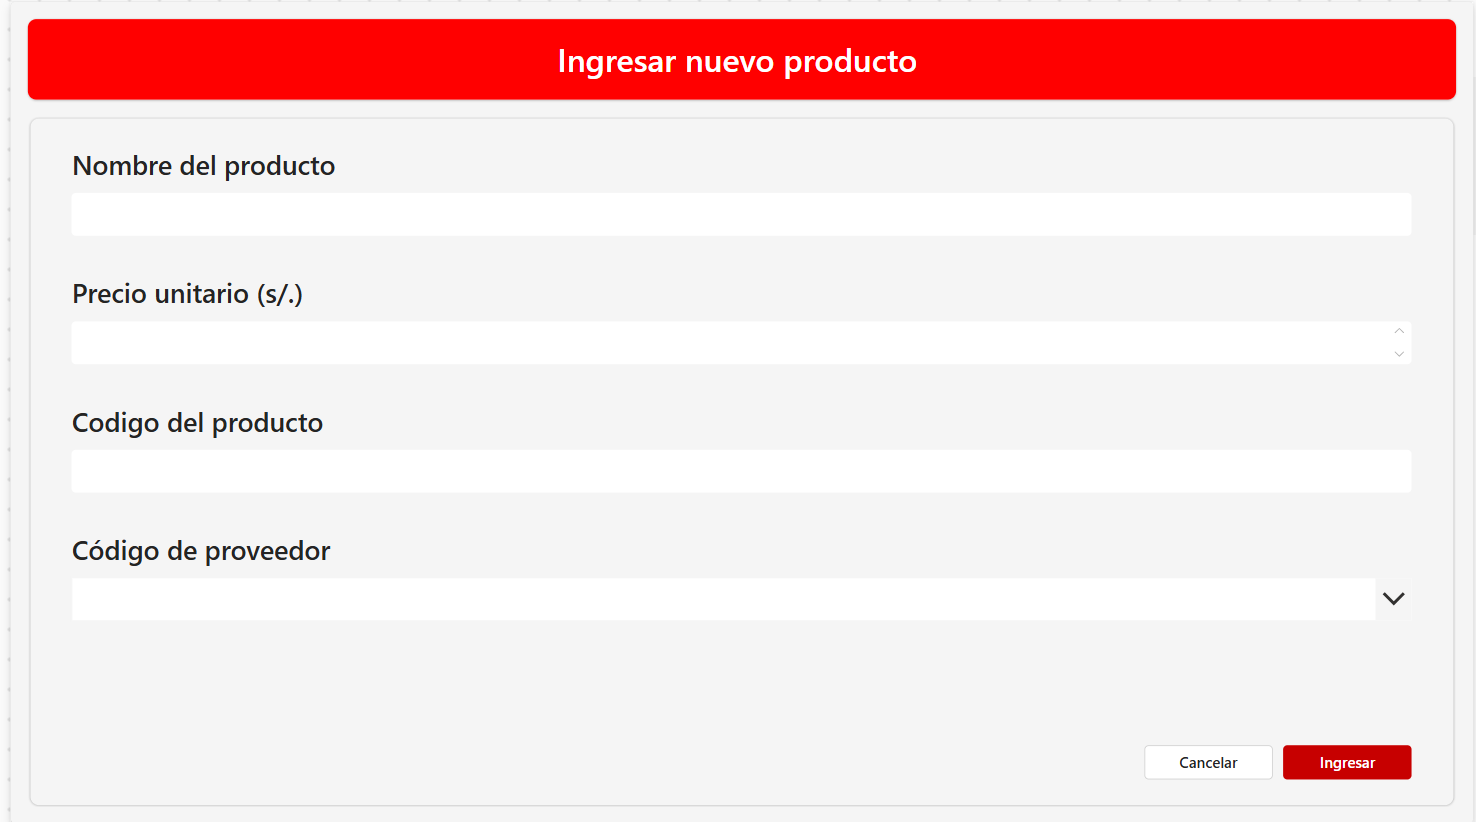 Ingresar nuevo producto
Nombre del producto
Precio unitario (s/.)
Codigo del producto
Código de proveedor
Cancelar
Ingresar